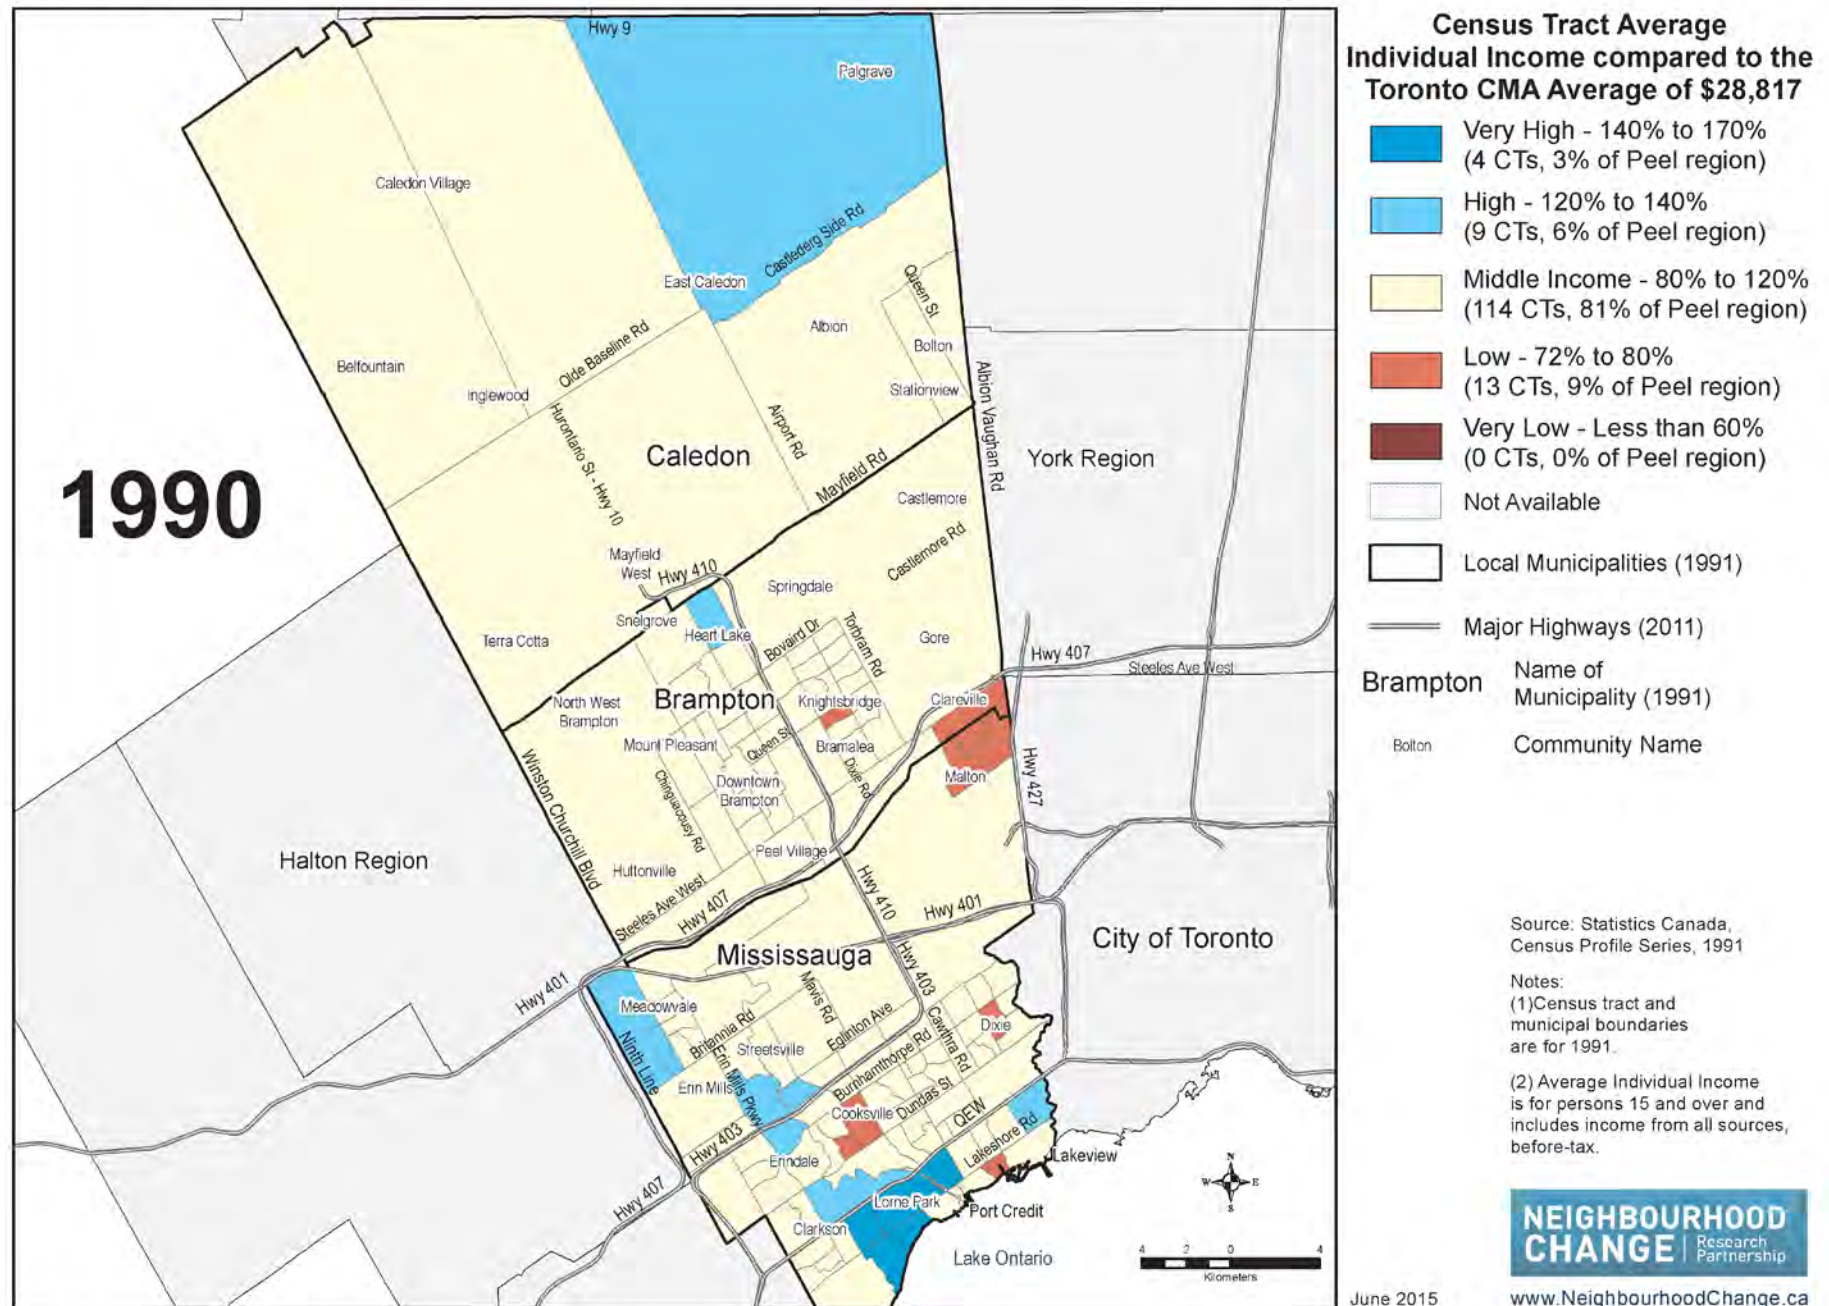 Census Tract Average
Individual Income compared to the
Toronto CMA Average of $28,817
Very High - 140% to 170%
(4 CTs, 3% of Peel region)
High - 120% to 140%
(9 CTs, 6% of Peel region)
Middle Income - 80% to 120%
(114 CTs, 81% of Peel region)
Low - 72% to 80%
(13 CTs, 9% of Peel region)
Very Low - Less than 60%
(0 CTs, 0% of Peel region)
Not Available
Local Municipalities (1991)
Major Highways (2011)
Brampton
Name of
Municipality (1991)
Bolton
Community Name
Source: Statistics Canada,
Census Profile Series, 1991
Notes:
(1)Census tract and
municipal boundaries
are for 1991.
(2) Average Individual Income
is for persons 15 and over and
includes income from all sources,
before-tax.
NEIGHBOURHOOD
CHANGE
Research
Partnership
June 2015
www.NeighbourhoodChange.ca
1990
Hwy 9
Palgrave
Caledon Village
Castlederg Side Rd
East Caledon
Queen St
Albion
Bolton
Olde Baseline Rd
Belfountain
Inglewood
Stationview
Albion Vaughan Rd
Hurontario St - Hwy 10
Airport Rd
Caledon
York Region
Mayfield Rd
Castlemore
Castlemore Rd
Mayfield
West
Hwy 410
Springdale
Snelgrove
Heart Lake
Terra Cotta
Bovaird Dr
Torbram Rd
Gore
Hwy 407
Steeles Ave West
Brampton
North West
Brampton
Knightsbridge
Clareville
Mount Pleasant
Queen St
Bramalea
Dixie Rd
Malton
Hwy 427
Downtown
Brampton
Chinguacousy Rd
Winston Churchill Blvd
Peel Village
Halton Region
Huttonville
Steeles Ave West
Hwy 407
Hwy 410
Hwy 401
City of Toronto
Mississauga
Hwy 403
Hwy 401
Meadowvale
Mavis Rd
Britannia Rd
Eglinton Ave
Dixie
Streetsville
Cawthra Rd
Ninth Line
Erin Mills
Erin Mills Pkwy
Burnhamthorpe Rd
Cooksville
Dundas St
QEW
Hwy 403
Erindale
Lakeshore Rd
Lakeview
Hwy 407
Lorne Park
Port Credit
Clarkson
Lake Ontario
N
W
E
S
4 2 0 4
Kilometers